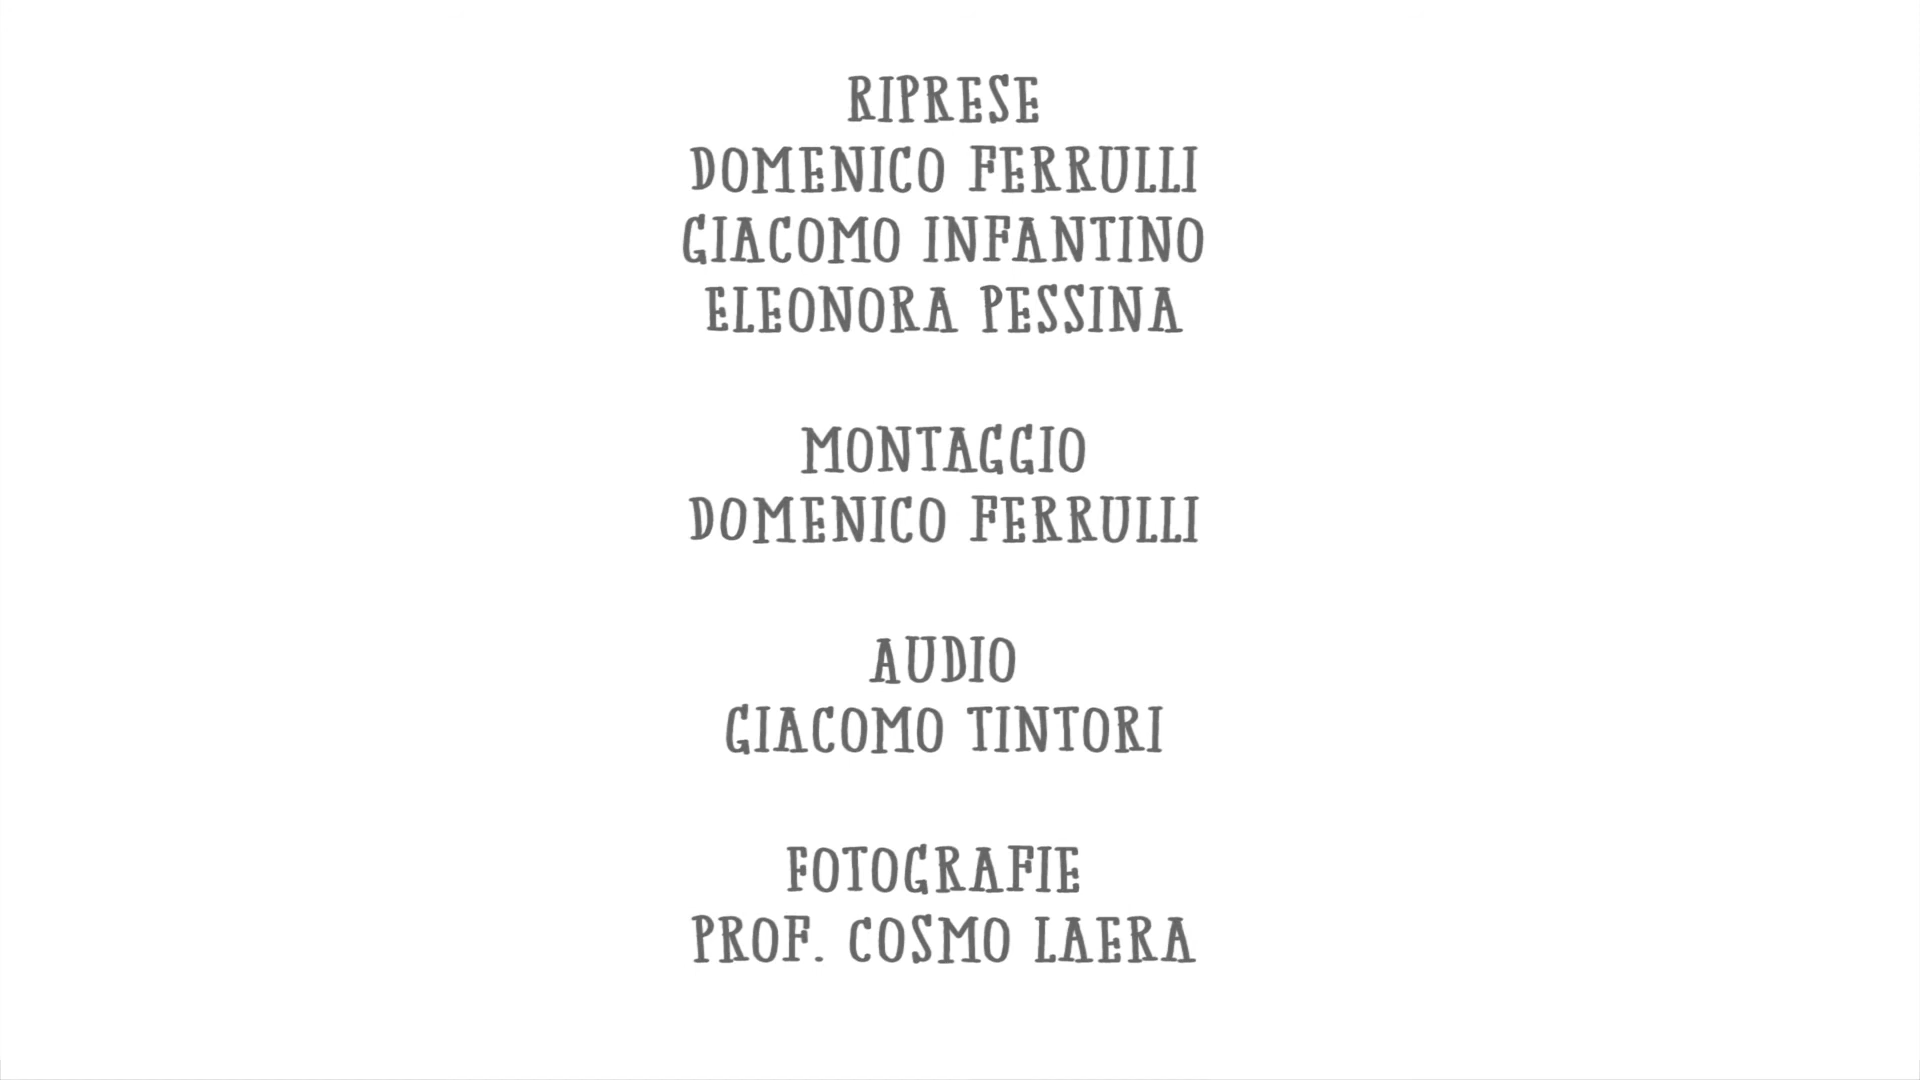 RIPRESE
DOMENICO FERRULLI
GIACOMO INFANTINO
ELEONORA PESSINA
MONTAGGIO
DOMENICO FERRULLI
AUDIO
GIACOMO TINTORI
FOTOGRAFIE
PROF. COSMO LAERA